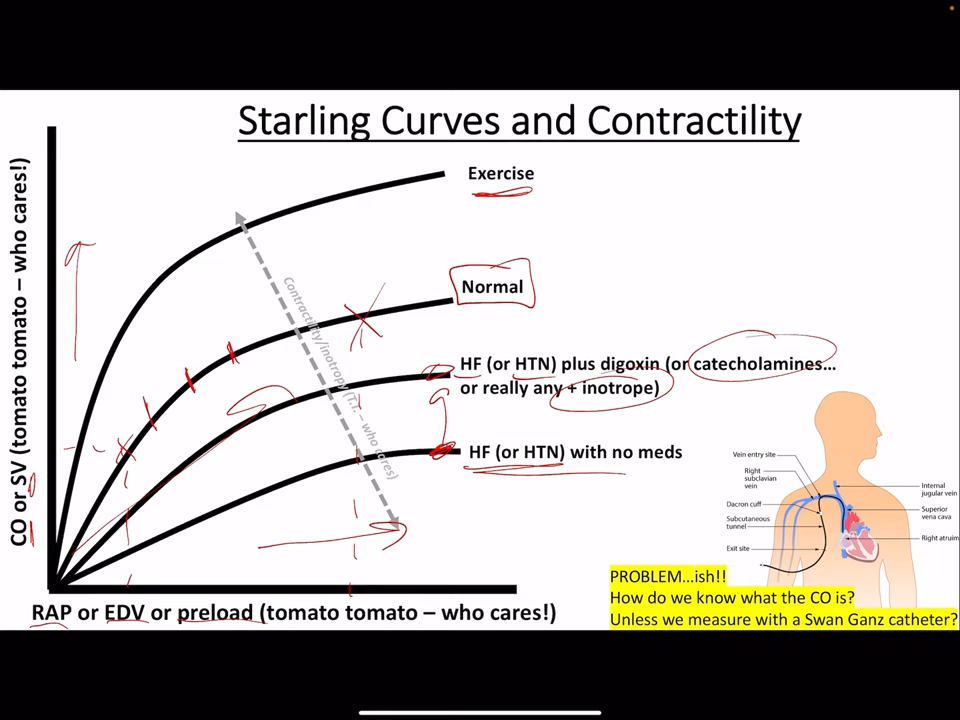 Starling Curves and Contractility
CO or SV (tomato tomato – who cares!)
Exercise
Normal
Contractility/inotropy (T.T. – who cares)
HF (or HTN) plus digoxin (or catecholamines…
or really any + inotrope)
HF (or HTN) with no meds
RAP or EDV or preload (tomato tomato – who cares!)
Vein entry site
Right
subclavian
vein
Dacron cuff
Subcutaneous
tunnel
Exit site
Internal
jugular vein
Superior
vena cava
Right atruim
PROBLEM…ish!!
How do we know what the CO is?
Unless we measure with a Swan Ganz catheter?